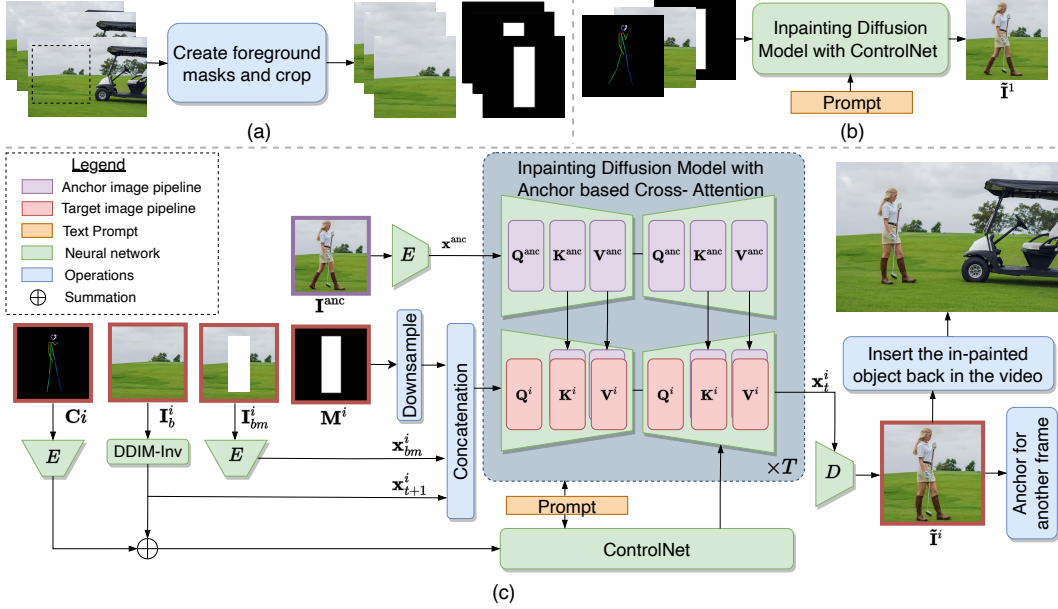 Create foreground
masks and crop
(a)
Inpainting Diffusion
Model with ControlNet
Prompt
Ĩ¹
(b)
Legend
Anchor image pipeline
Target image pipeline
Text Prompt
Neural network
Operations
Summation
I^anc
E
x^anc
Inpainting Diffusion Model with
Anchor based Cross- Attention
Q^anc K^anc V^anc Q^anc K^anc V^anc
Q^i K^i V^i Q^i K^i V^i
×T
C^i
I_b^i
I_bm^i
M^i
Downsample
Concatenation
E
DDIM-Inv
E
x_bm^i
x_t+1^i
Prompt
ControlNet
x_t^i
D
Ĩ^i
Insert the in-painted
object back in the video
Anchor for
another frame
(c)